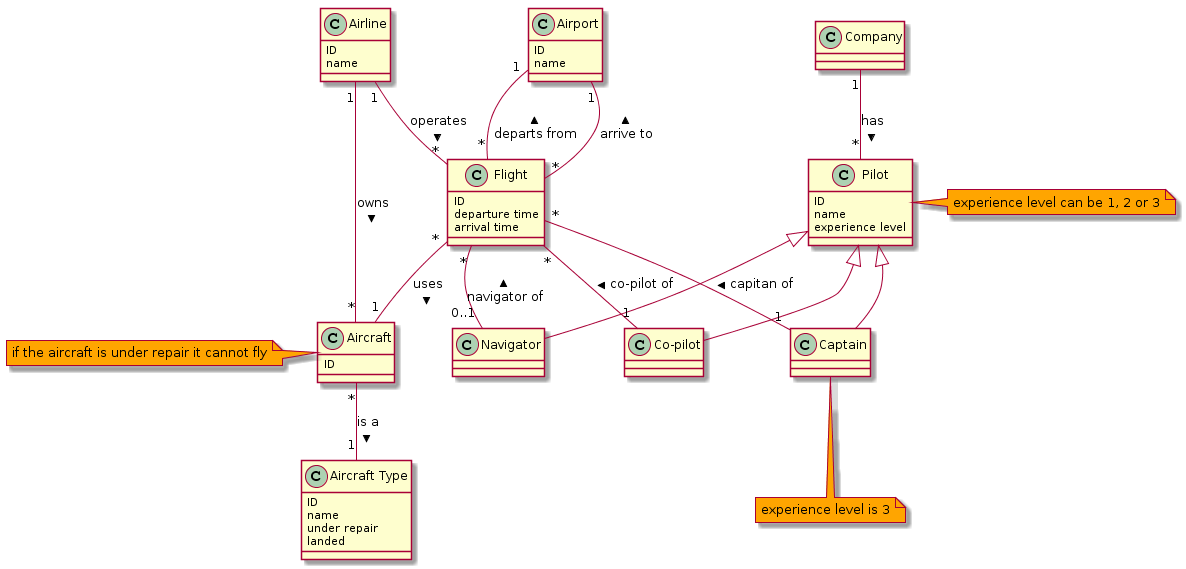 C Airline
ID
name
C Airport
ID
name
C Company
1
1
1
1
1
operates
▼
*
▲
departs from
*
▲
arrive to
*
has
▼
*
C Flight
ID
departure time
arrival time
C Pilot
ID
name
experience level
experience level can be 1, 2 or 3
owns
▼
*
*
uses
▼
1
*
▲
navigator of
0..1
*
◄ co-pilot of
1
*
◄ capitan of
1
if the aircraft is under repair it cannot fly
C Aircraft
ID
C Navigator
C Co-pilot
C Captain
*
is a
▼
1
C Aircraft Type
ID
name
under repair
landed
experience level is 3